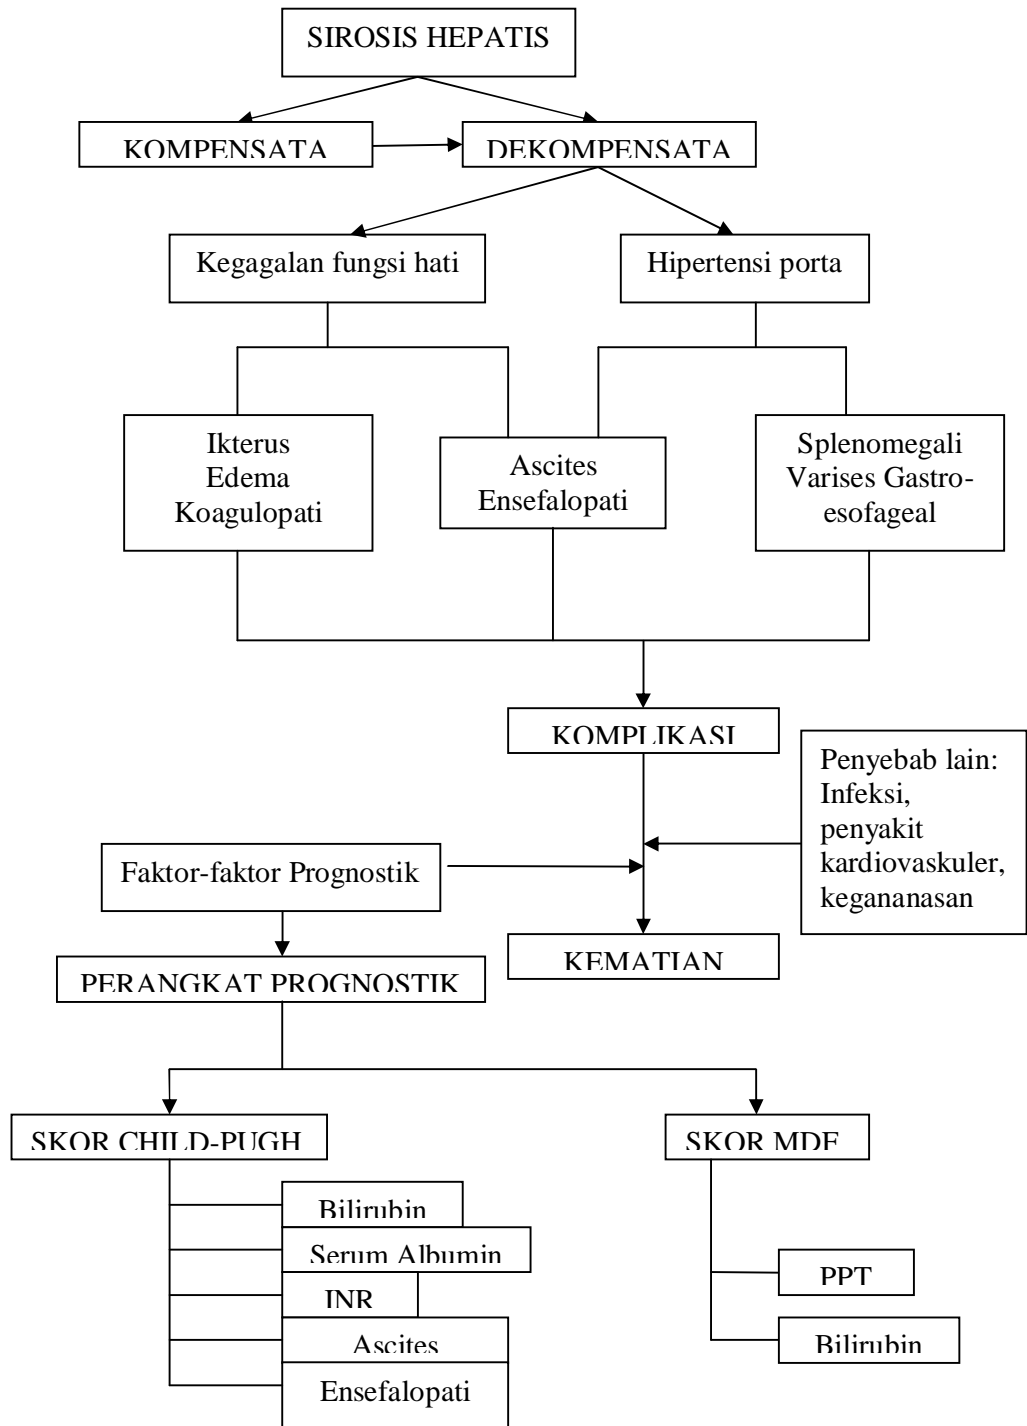 SIROSIS HEPATIS
KOMPENSATA
DEKOMPENSATA
Kegagalan fungsi hati
Hipertensi porta
Ikterus
Edema
Koagulopati
Ascites
Ensefalopati
Splenomegali
Varises Gastro-
esofageal
KOMPLIKASI
Penyebab lain:
Infeksi,
penyakit
kardiovaskuler,
kegananasan
Faktor-faktor Prognostik
KEMATIAN
PERANGKAT PROGNOSTIK
SKOR CHILD-PUGH
SKOR MDF
Bilirubin
Serum Albumin
INR
Ascites
Ensefalopati
PPT
Bilirubin